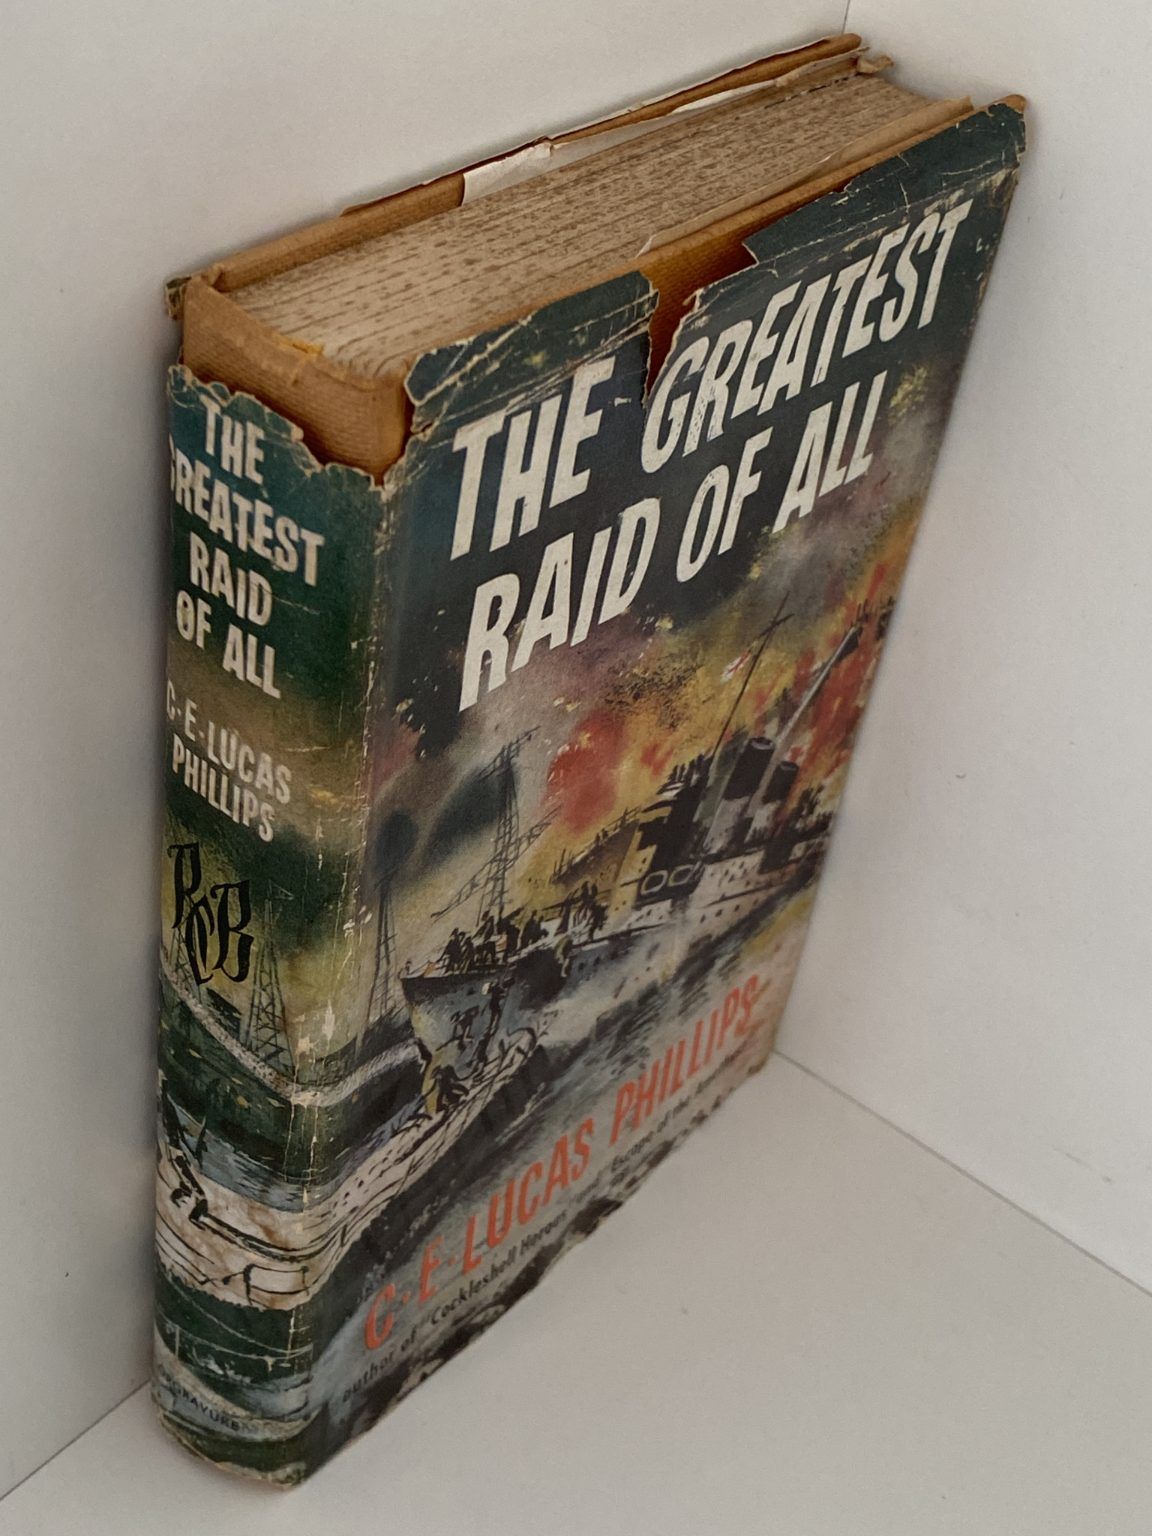 THE
GREATEST
RAID
OF ALL
C·E·LUCAS
PHILLIPS
RCB
THE GREATEST
RAID OF ALL
C·E·LUCAS PHILLIPS
author of "Cockleshell Heroes" Escape of the